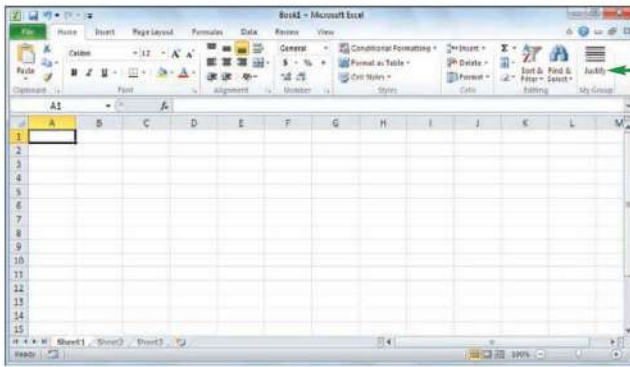 Book1 - Microsoft Excel
File Home Insert Page Layout Formulas Data Review View
Paste
Calibri 12 A A
B I U A
General
$ % ,
Conditional Formatting
Format as Table
Cell Styles
Insert
Delete
Format
Σ
Sort & Filter
Find & Select
Justify
Clipboard Font Alignment Number Styles Cells Editing My Group
A1 fx
A B C D E F G H I J K L M
1
2
3
4
5
6
7
8
9
10
11
12
13
14
15
Sheet1 Sheet2 Sheet3
Ready 100%